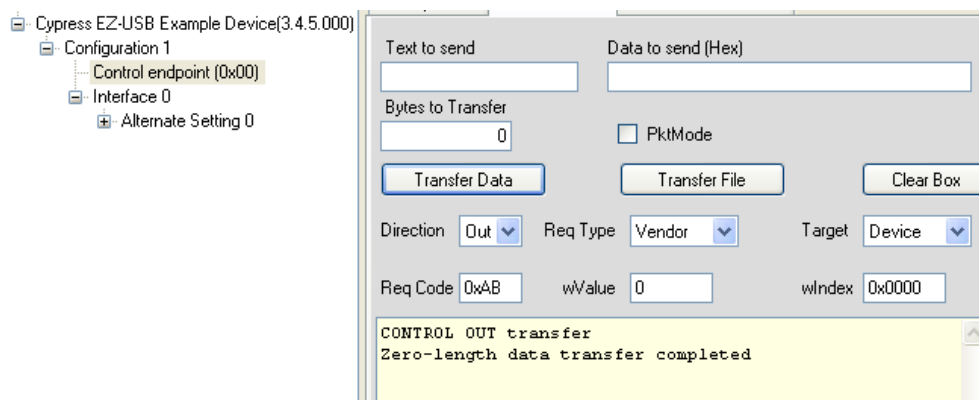 Cypress EZ-USB Example Device(3.4.5.000)
Configuration 1
Control endpoint (0x00)
Interface 0
Alternate Setting 0
Text to send Data to send (Hex)
Bytes to Transfer
0 PktMode
Transfer Data Transfer File Clear Box
Direction Out Req Type Vendor Target Device
Req Code 0xAB wValue 0 wIndex 0x0000
CONTROL OUT transfer
Zero-length data transfer completed